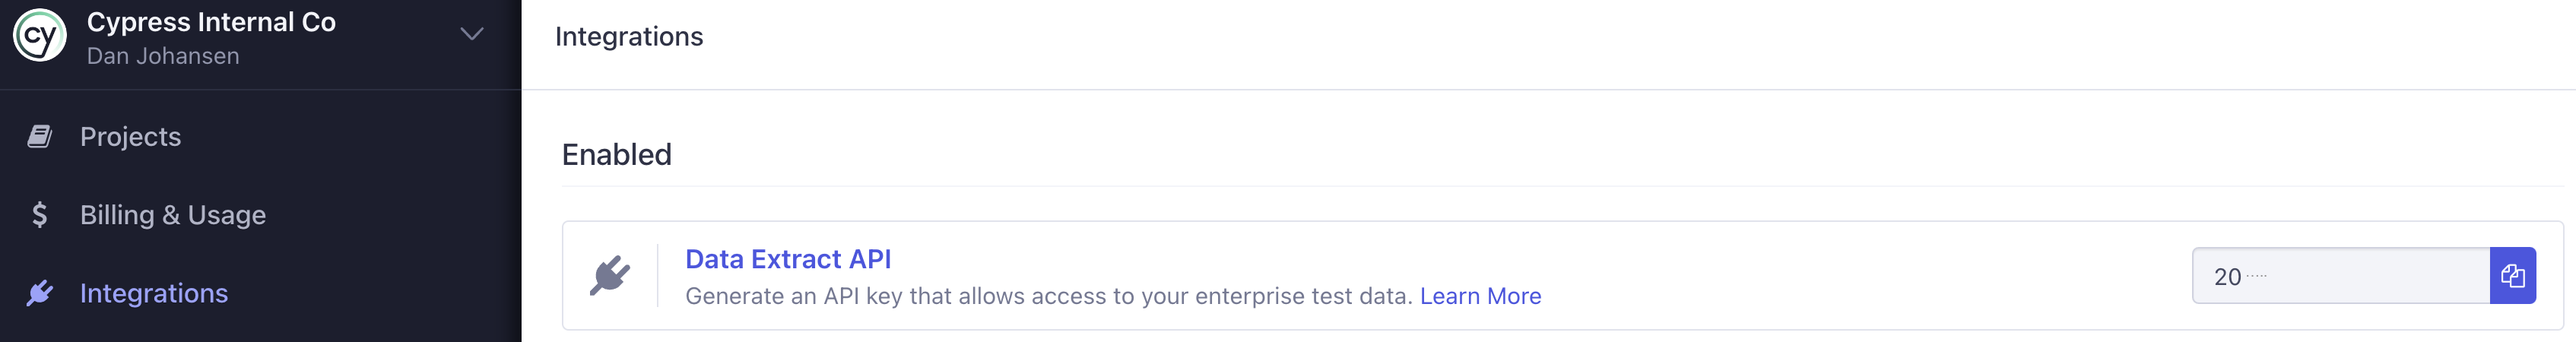 cy
Cypress Internal Co
Dan Johansen
Projects
$ Billing & Usage
Integrations
Integrations
Enabled
Data Extract API
Generate an API key that allows access to your enterprise test data. Learn More
20·····